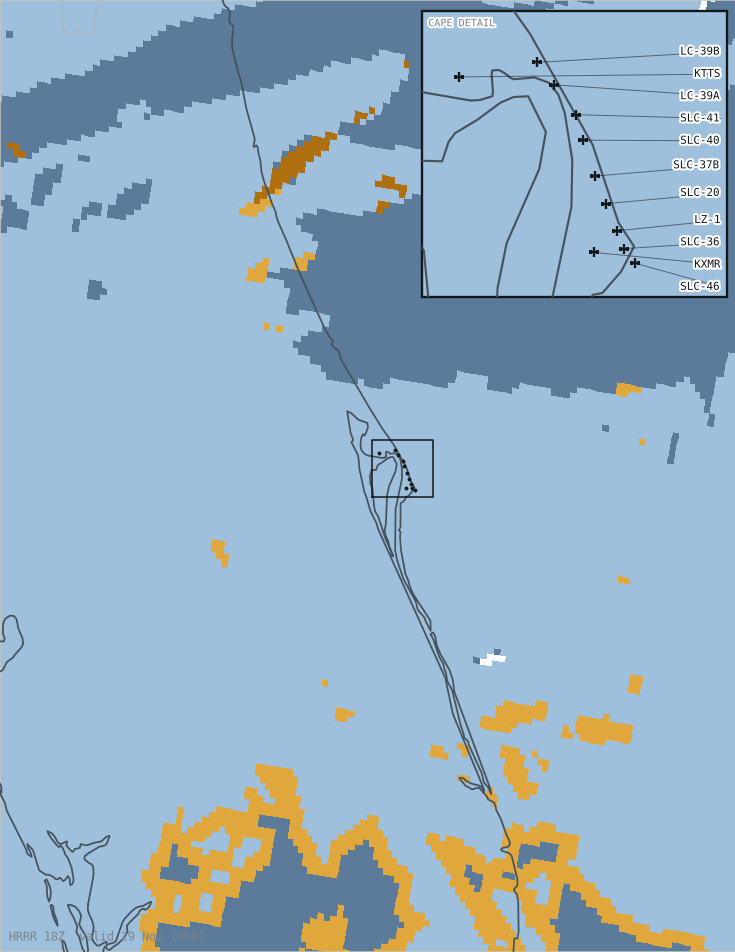 CAPE DETAIL
LC-39B
KTTS
LC-39A
SLC-41
SLC-40
SLC-37B
SLC-20
LZ-1
SLC-36
KXMR
SLC-46
HRRR 18Z valid 29 Nov 1300Z